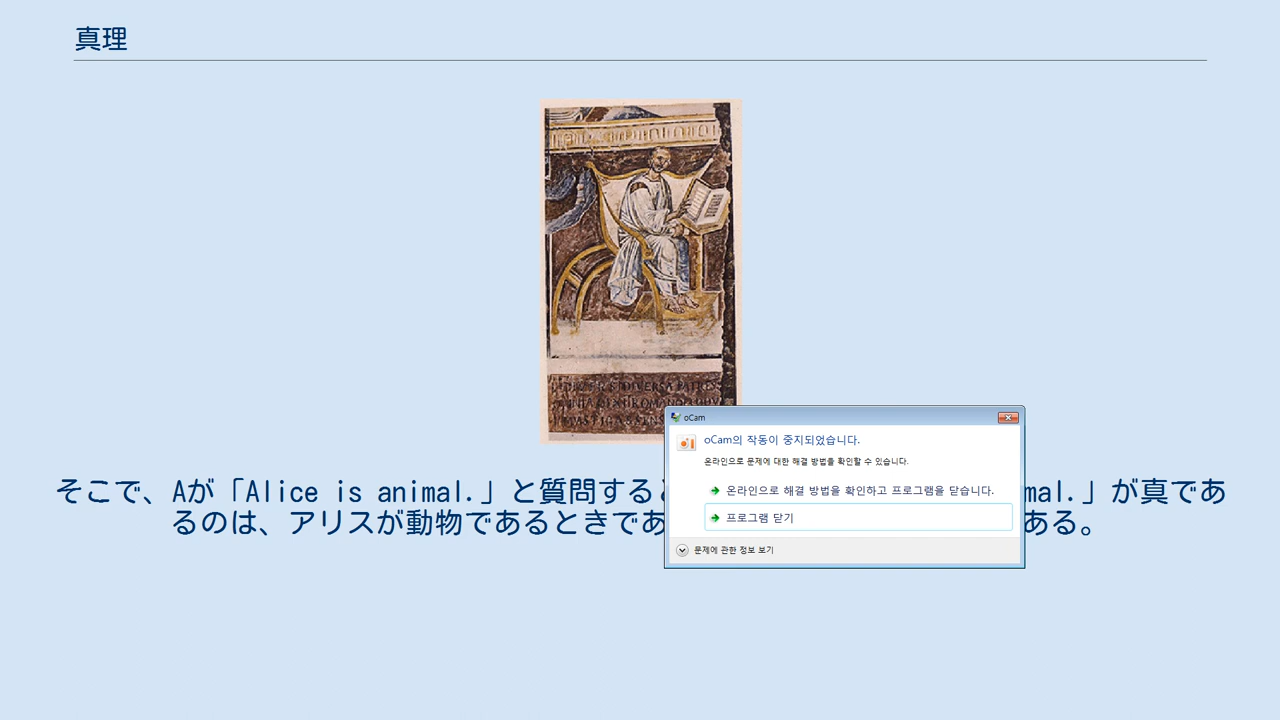 真理
そこで、Aが「Alice is animal.」と質問すると
mal.」が真であ
るのは、アリスが動物であるときであ
ある。
oCam
oCam의 작동이 중지되었습니다.
온라인으로 문제에 대한 해결 방법을 확인할 수 있습니다.
온라인으로 해결 방법을 확인하고 프로그램을 닫습니다.
프로그램 닫기
문제에 관한 정보 보기